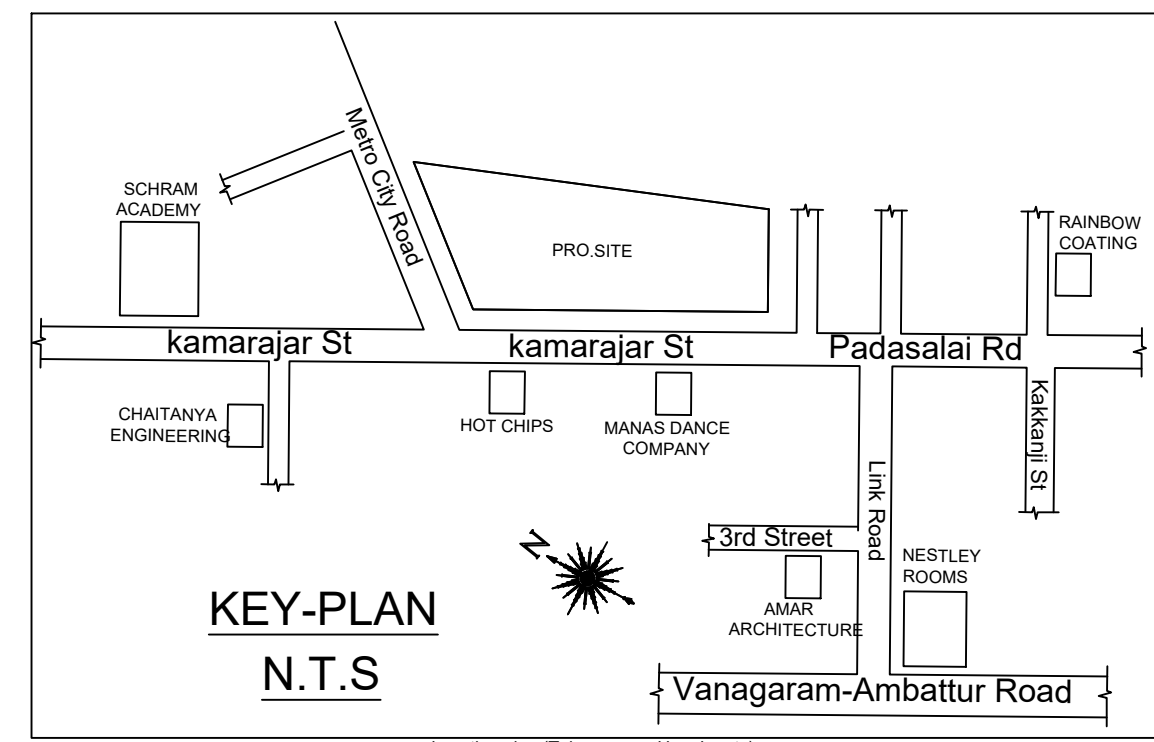 Metro City Road
SCHRAM
ACADEMY
PRO.SITE
RAINBOW
COATING
kamarajar St
kamarajar St
Padasalai Rd
CHAITANYA
ENGINEERING
HOT CHIPS
MANAS DANCE
COMPANY
Kakkanji St
Link Road
3rd Street
N
NESTLEY
ROOMS
AMAR
ARCHITECTURE
KEY-PLAN
N.T.S
Vanagaram-Ambattur Road